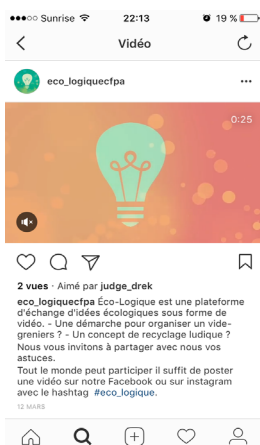 Sunrise 22:13 19 %
Vidéo
eco_logiquecfpa
0:25
2 vues · Aimé par judge_drek
eco_logiquecfpa Éco-Logique est une plateforme
d'échange d'idées écologiques sous forme de
vidéo. - Une démarche pour organiser un vide-
greniers ? - Un concept de recyclage ludique ?
Nous vous invitons à partager avec nous vos
astuces.
Tout le monde peut participer il suffit de poster
une vidéo sur notre Facebook ou sur instagram
avec le hashtag #eco_logique.
12 MARS